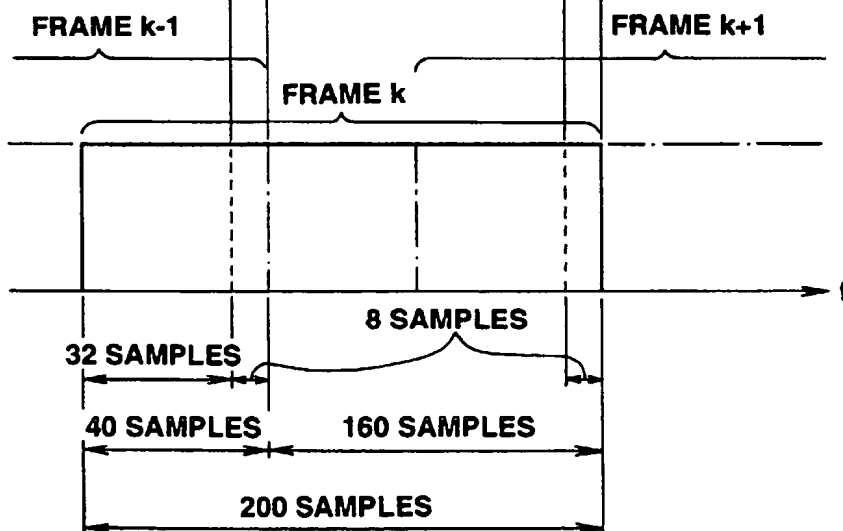 FRAME k-1
FRAME k+1
FRAME k
t
8 SAMPLES
32 SAMPLES
40 SAMPLES
160 SAMPLES
200 SAMPLES